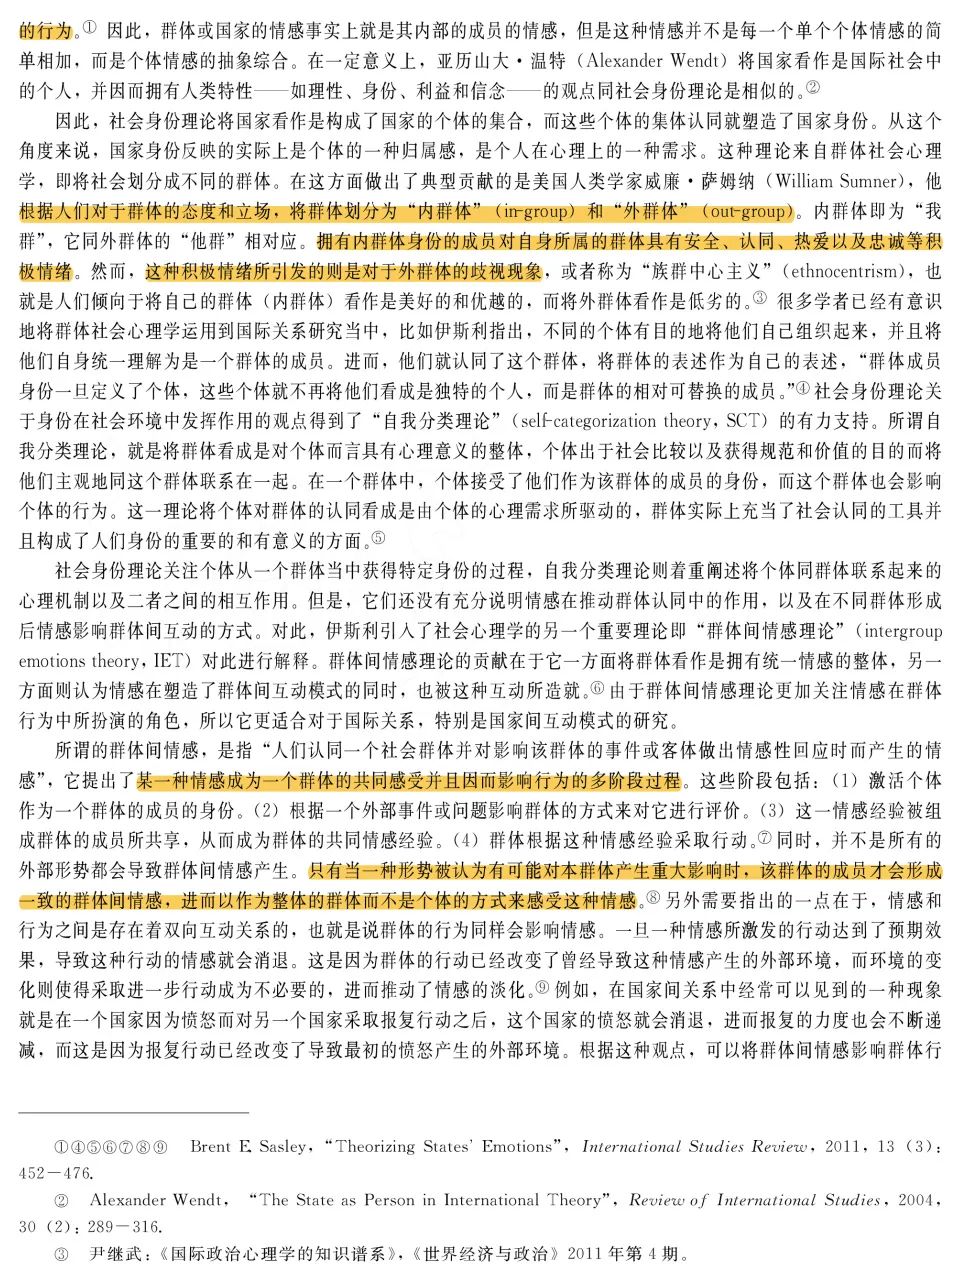 的行为。① 因此，群体或国家的情感事实上就是其内部的成员的情感，但是这种情感并不是每一个单个个体情感的简
单相加，而是个体情感的抽象综合。在一定意义上，亚历山大·温特（Alexander Wendt）将国家看作是国际社会中
的个人，并因而拥有人类特性——如理性、身份、利益和信念——的观点同社会身份理论是相似的。②
因此，社会身份理论将国家看作是构成了国家的个体的集合，而这些个体的集体认同就塑造了国家身份。从这个
角度来说，国家身份反映的实际上是个体的一种归属感，是个人在心理上的一种需求。这种理论来自群体社会心理
学，即将社会划分成不同的群体。在这方面做出了典型贡献的是美国人类学家威廉·萨姆纳（William Sumner），他
根据人们对于群体的态度和立场，将群体划分为“内群体”（in-group）和“外群体”（out-group）。内群体即为“我
群”，它同外群体的“他群”相对应。拥有内群体身份的成员对自身所属的群体具有安全、认同、热爱以及忠诚等积
极情绪。然而，这种积极情绪所引发的则是对于外群体的歧视现象，或者称为“族群中心主义”（ethnocentrism），也
就是人们倾向于将自己的群体（内群体）看作是美好的和优越的，而将外群体看作是低劣的。③ 很多学者已经有意识
地将群体社会心理学运用到国际关系研究当中，比如伊斯利指出，不同的个体有目的地将他们自己组织起来，并且将
他们自身统一理解为是一个群体的成员。进而，他们就认同了这个群体，将群体的表述作为自己的表述，“群体成员
身份一旦定义了个体，这些个体就不再将他们看成是独特的个人，而是群体的相对可替换的成员。”④ 社会身份理论关
于身份在社会环境中发挥作用的观点得到了“自我分类理论”（self-categorization theory，SCT）的有力支持。所谓自
我分类理论，就是将群体看成是对个体而言具有心理意义的整体，个体出于社会比较以及获得规范和价值的目的而将
他们主观地同这个群体联系在一起。在一个群体中，个体接受了他们作为该群体的成员的身份，而这个群体也会影响
个体的行为。这一理论将个体对群体的认同看成是由个体的心理需求所驱动的，群体实际上充当了社会认同的工具并
且构成了人们身份的重要的和有意义的方面。⑤
社会身份理论关注个体从一个群体当中获得特定身份的过程，自我分类理论则着重阐述将个体同群体联系起来的
心理机制以及二者之间的相互作用。但是，它们还没有充分说明情感在推动群体认同中的作用，以及在不同群体形成
后情感影响群体间互动的方式。对此，伊斯利引入了社会心理学的另一个重要理论即“群体间情感理论”（intergroup
emotions theory，IET）对此进行解释。群体间情感理论的贡献在于它一方面将群体看作是拥有统一情感的整体，另一
方面则认为情感在塑造了群体间互动模式的同时，也被这种互动所造就。⑥ 由于群体间情感理论更加关注情感在群体
行为中所扮演的角色，所以它更适合对于国际关系，特别是国家间互动模式的研究。
所谓的群体间情感，是指“人们认同一个社会群体并对影响该群体的事件或客体做出情感性回应时而产生的情
感”，它提出了某一种情感成为一个群体的共同感受并且因而影响行为的多阶段过程。这些阶段包括：（1）激活个体
作为一个群体的成员的身份。（2）根据一个外部事件或问题影响群体的方式来对它进行评价。（3）这一情感经验被组
成群体的成员所共享，从而成为群体的共同情感经验。（4）群体根据这种情感经验采取行动。⑦ 同时，并不是所有的
外部形势都会导致群体间情感产生。只有当一种形势被认为有可能对本群体产生重大影响时，该群体的成员才会形成
一致的群体间情感，进而以作为整体的群体而不是个体的方式来感受这种情感。⑧ 另外需要指出的一点在于，情感和
行为之间是存在着双向互动关系的，也就是说群体的行为同样会影响情感。一旦一种情感所激发的行动达到了预期效
果，导致这种行动的情感就会消退。这是因为群体的行动已经改变了曾经导致这种情感产生的外部环境，而环境的变
化则使得采取进一步行动成为不必要的，进而推动了情感的淡化。⑨ 例如，在国家间关系中经常可以见到的一种现象
就是在一个国家因为愤怒而对另一个国家采取报复行动之后，这个国家的愤怒就会消退，进而报复的力度也会不断递
减，而这是因为报复行动已经改变了导致最初的愤怒产生的外部环境。根据这种观点，可以将群体间情感影响群体行
①④⑤⑥⑦⑧⑨ Brent E. Sasley，“Theorizing States' Emotions”，International Studies Review，2011，13（3）：
452－476.
② Alexander Wendt，“The State as Person in International Theory”，Review of International Studies，2004，
30（2）：289－316.
③ 尹继武：《国际政治心理学的知识谱系》，《世界经济与政治》2011 年第 4 期。